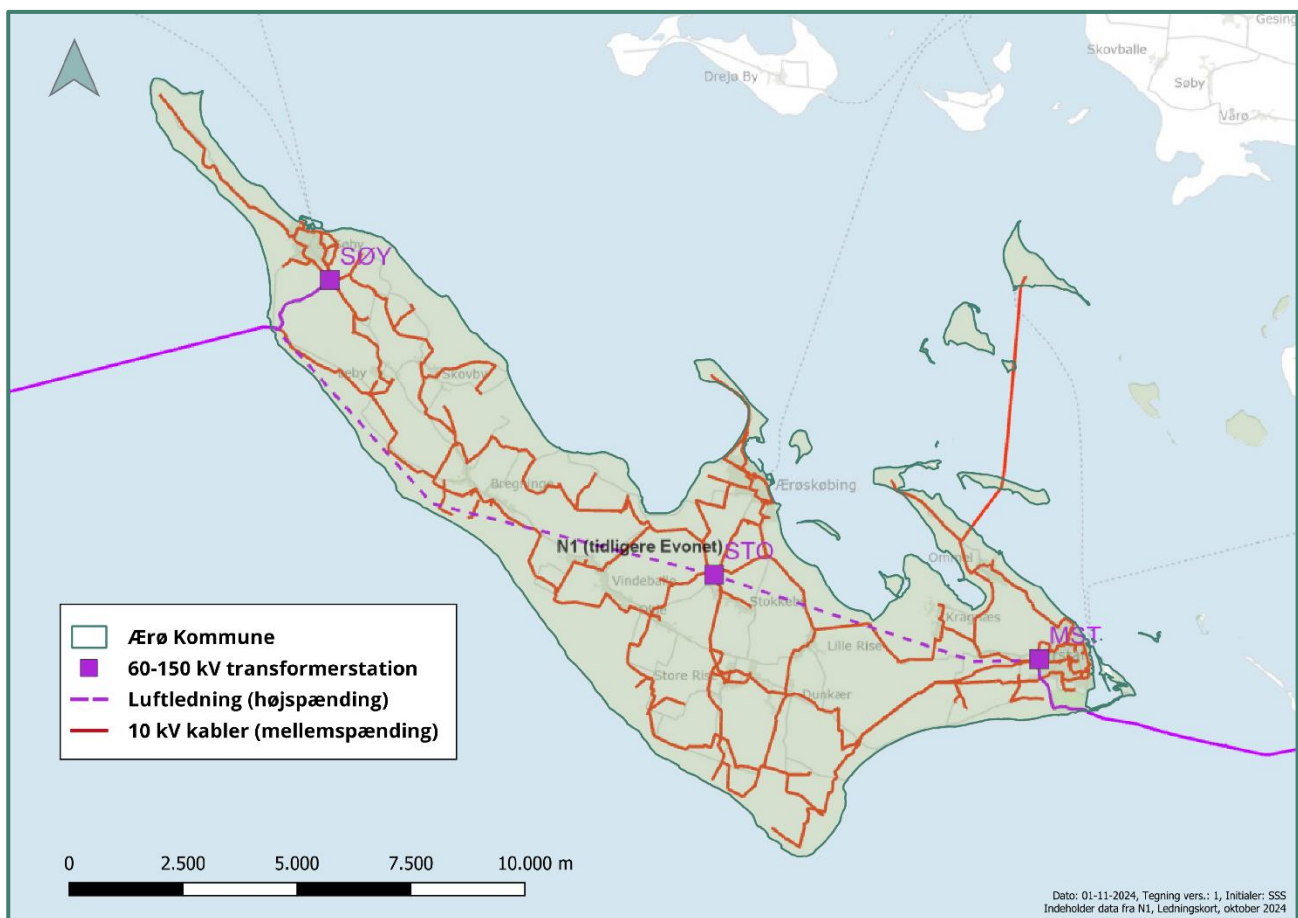 Gesing
Skovballe
Søby
Drejø By
Vårø
Søby
SØY
Leby
Skovby
Bregninge
Ærøskøbing
N1 (tidligere Evonet)
STO
Ommel
Vindeballe
Stokkeby
Kragnæs
MST
Lille Rise
Store Rise
Dunkær
Ærø Kommune
60-150 kV transformerstation
Luftledning (højspænding)
10 kV kabler (mellemspænding)
0 2.500 5.000 7.500 10.000 m
Dato: 01-11-2024, Tegning vers.: 1, Initialer: SSS
Indeholder data fra N1, Ledningskort, oktober 2024